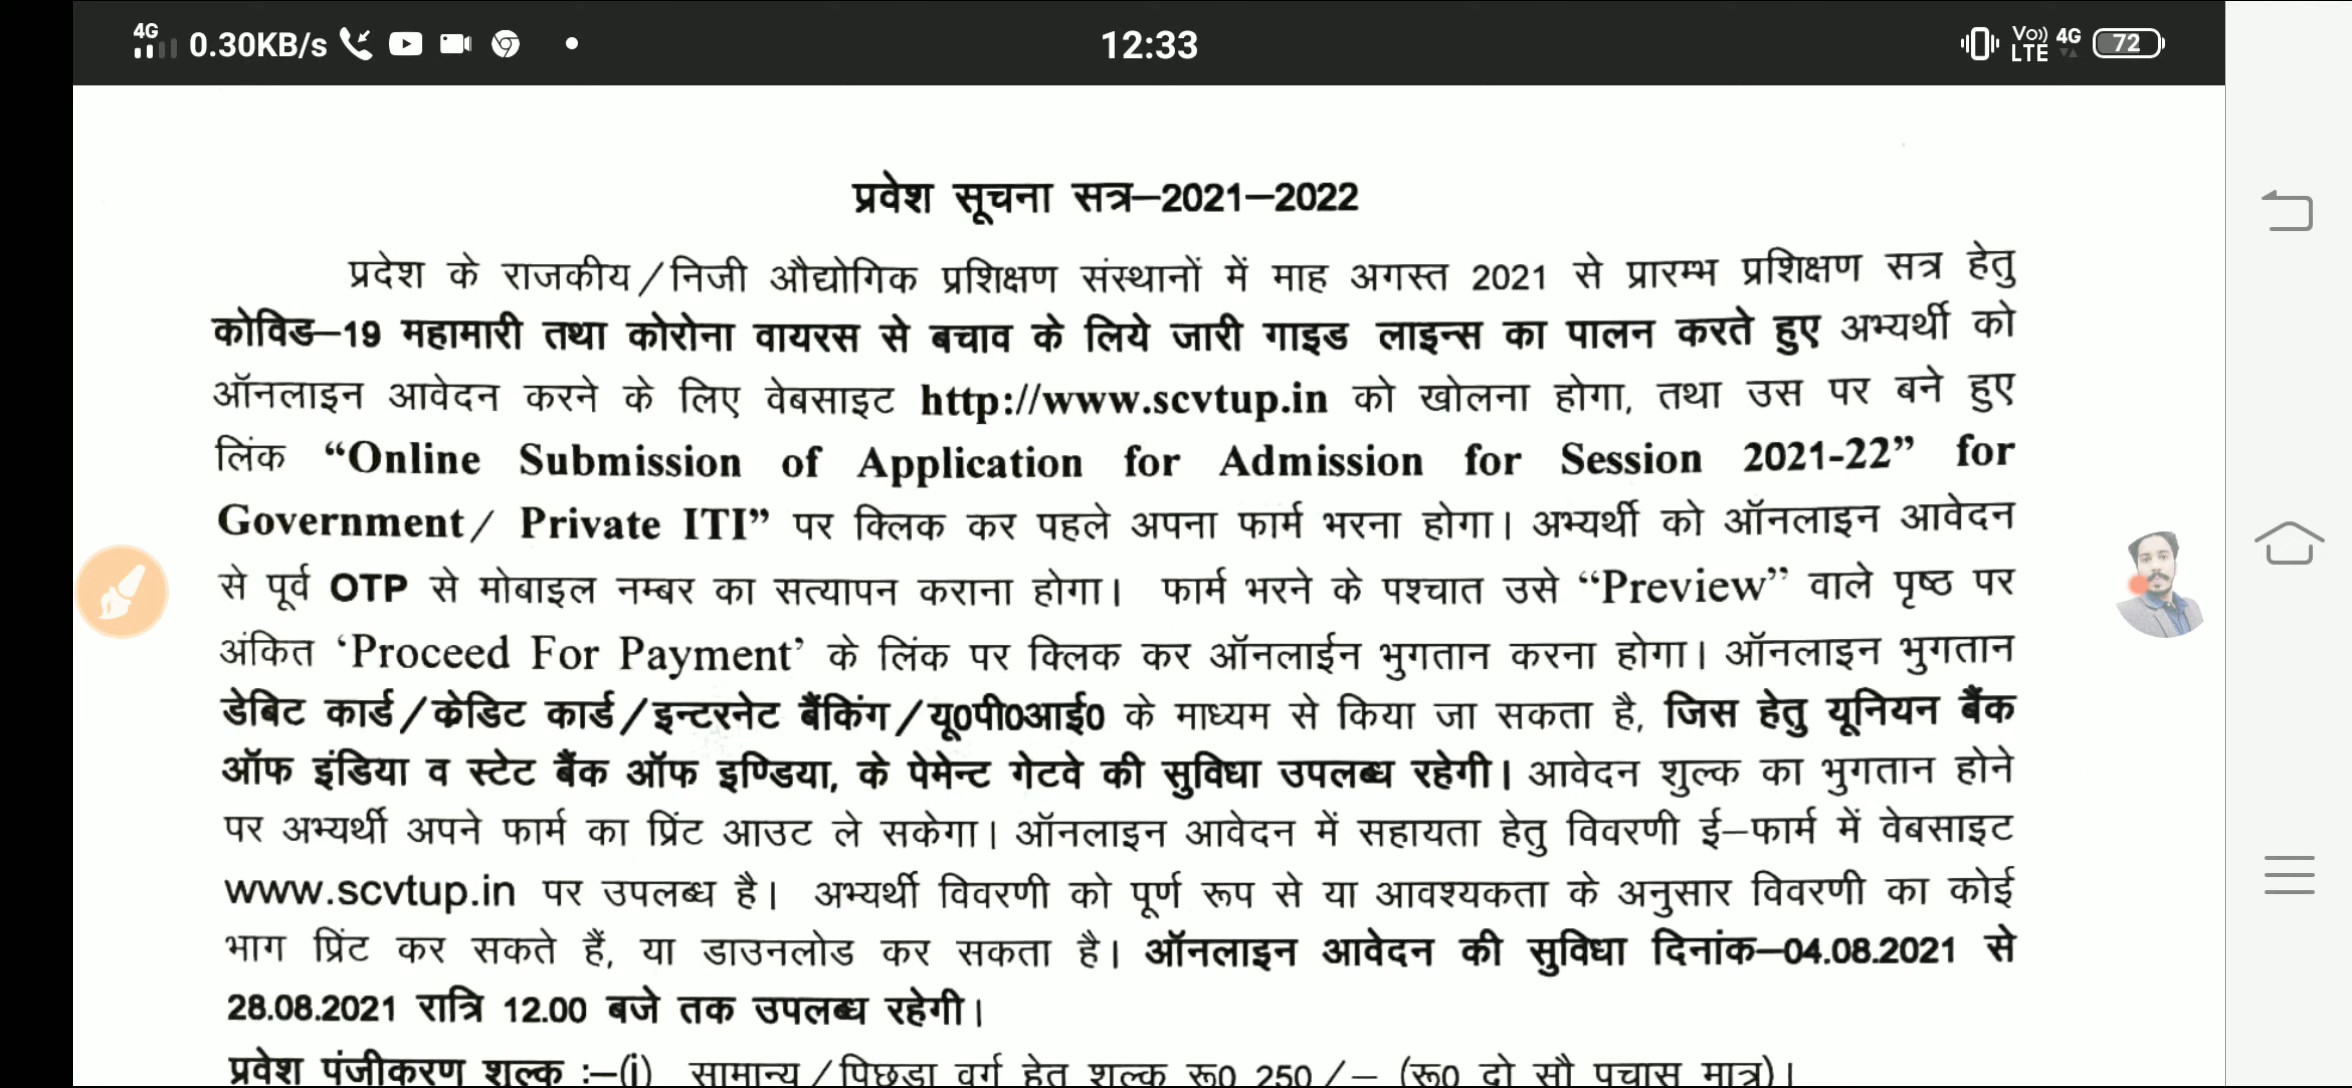 4G 0.30KB/s 12:33 Vo)) LTE 4G 72
प्रवेश सूचना सत्र–2021–2022
प्रदेश के राजकीय/निजी औद्योगिक प्रशिक्षण संस्थानों में माह अगस्त 2021 से प्रारम्भ प्रशिक्षण सत्र हेतु
कोविड–19 महामारी तथा कोरोना वायरस से बचाव के लिये जारी गाइड लाइन्स का पालन करते हुए अभ्यर्थी को
ऑनलाइन आवेदन करने के लिए वेबसाइट http://www.scvtup.in को खोलना होगा, तथा उस पर बने हुए
लिंक “Online Submission of Application for Admission for Session 2021-22” for
Government/ Private ITI” पर क्लिक कर पहले अपना फार्म भरना होगा। अभ्यर्थी को ऑनलाइन आवेदन
से पूर्व OTP से मोबाइल नम्बर का सत्यापन कराना होगा। फार्म भरने के पश्चात उसे “Preview” वाले पृष्ठ पर
अंकित ‘Proceed For Payment’ के लिंक पर क्लिक कर ऑनलाईन भुगतान करना होगा। ऑनलाइन भुगतान
डेबिट कार्ड/क्रेडिट कार्ड/इन्टरनेट बैंकिंग/यू0पी0आई0 के माध्यम से किया जा सकता है, जिस हेतु यूनियन बैंक
ऑफ इंडिया व स्टेट बैंक ऑफ इण्डिया, के पेमेन्ट गेटवे की सुविधा उपलब्ध रहेगी। आवेदन शुल्क का भुगतान होने
पर अभ्यर्थी अपने फार्म का प्रिंट आउट ले सकेगा। ऑनलाइन आवेदन में सहायता हेतु विवरणी ई–फार्म में वेबसाइट
www.scvtup.in पर उपलब्ध है। अभ्यर्थी विवरणी को पूर्ण रूप से या आवश्यकता के अनुसार विवरणी का कोई
भाग प्रिंट कर सकते हैं, या डाउनलोड कर सकता है। ऑनलाइन आवेदन की सुविधा दिनांक–04.08.2021 से
28.08.2021 रात्रि 12.00 बजे तक उपलब्ध रहेगी।
प्रवेश पंजीकरण शुल्क :–(i) सामान्य/पिछड़ा वर्ग हेतु शुल्क रू0 250/– (रू0 दो सौ पचास मात्र)।